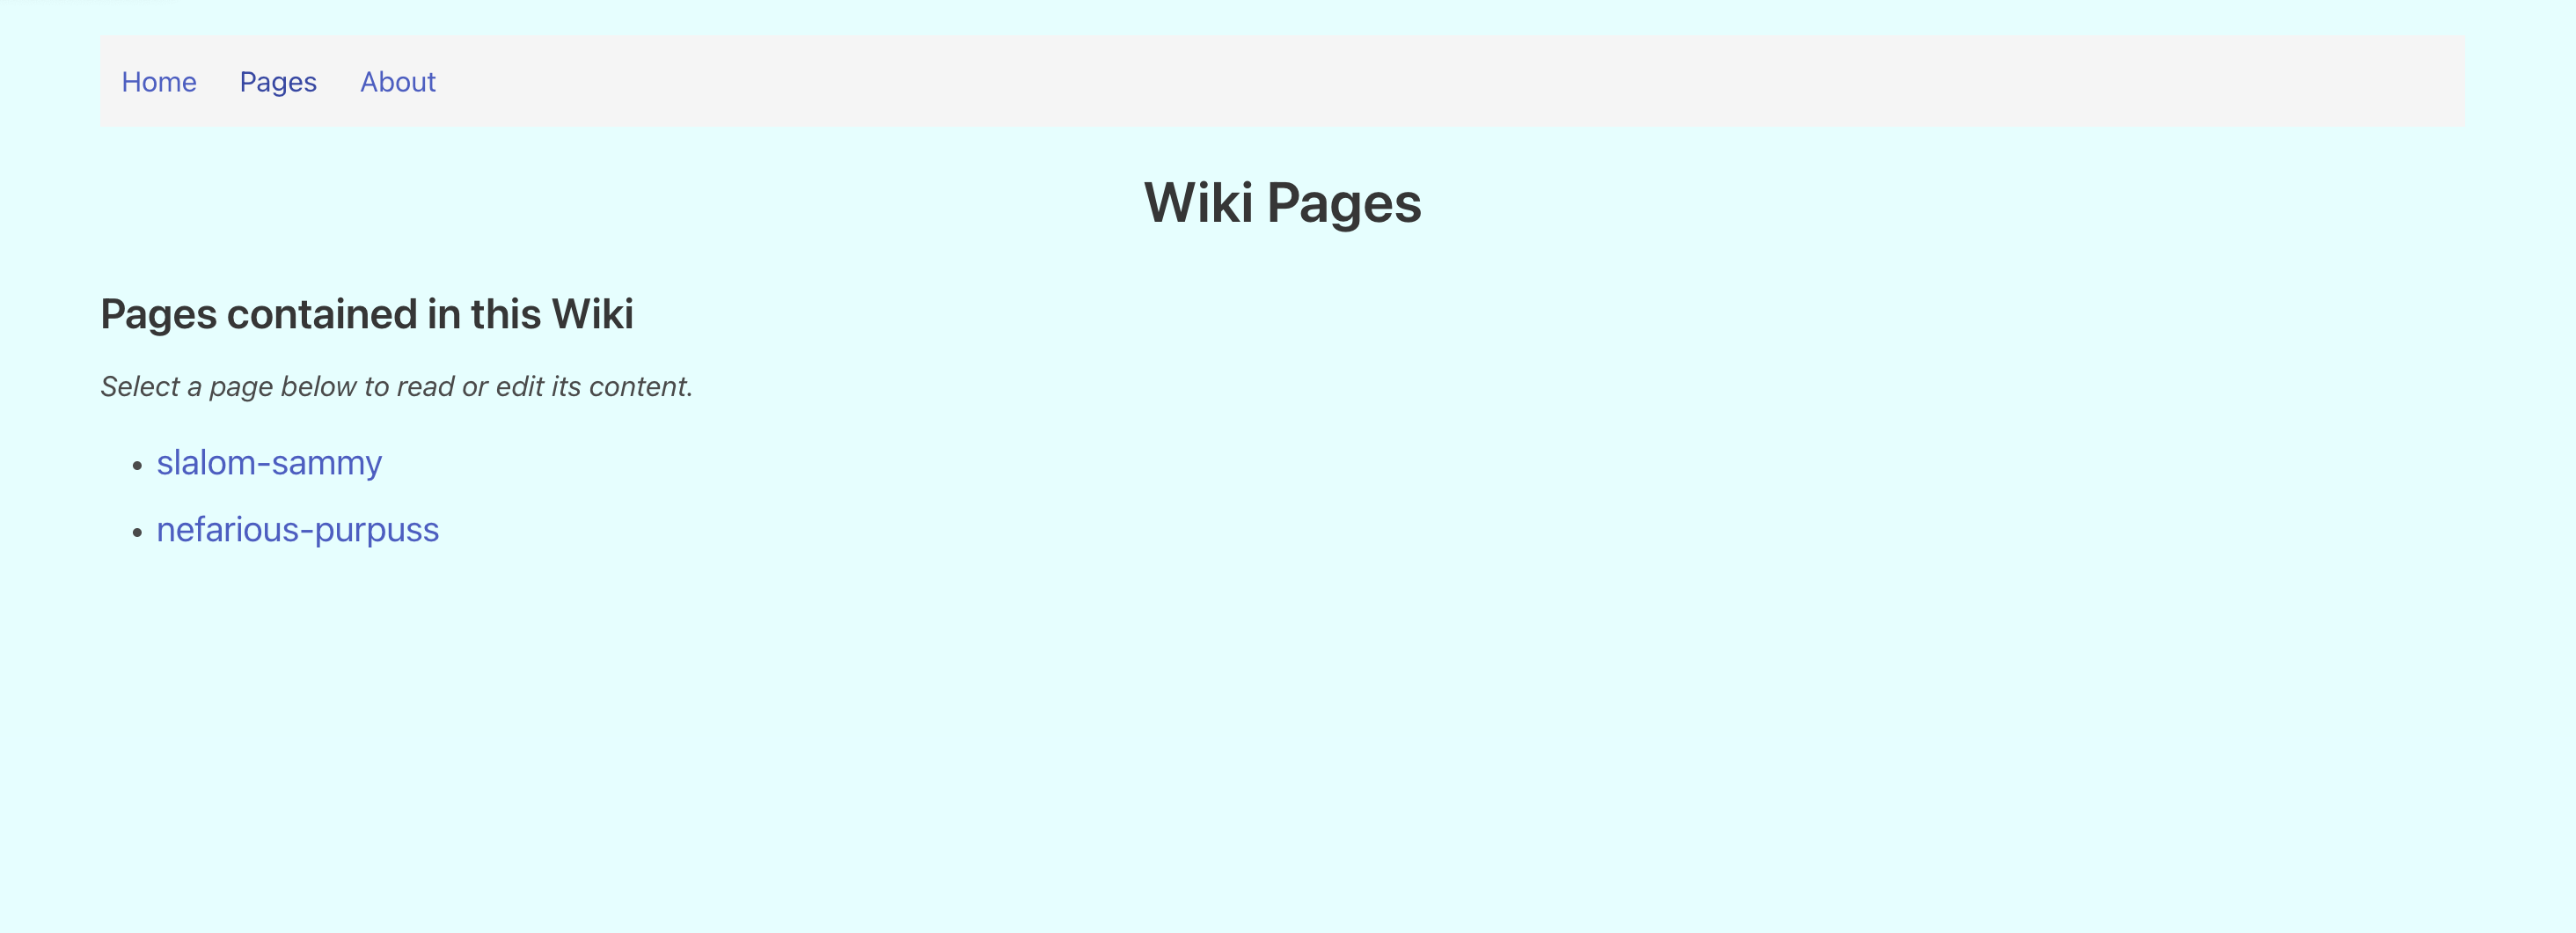 Home Pages About
Wiki Pages
Pages contained in this Wiki
Select a page below to read or edit its content.
• slalom-sammy
• nefarious-purpuss